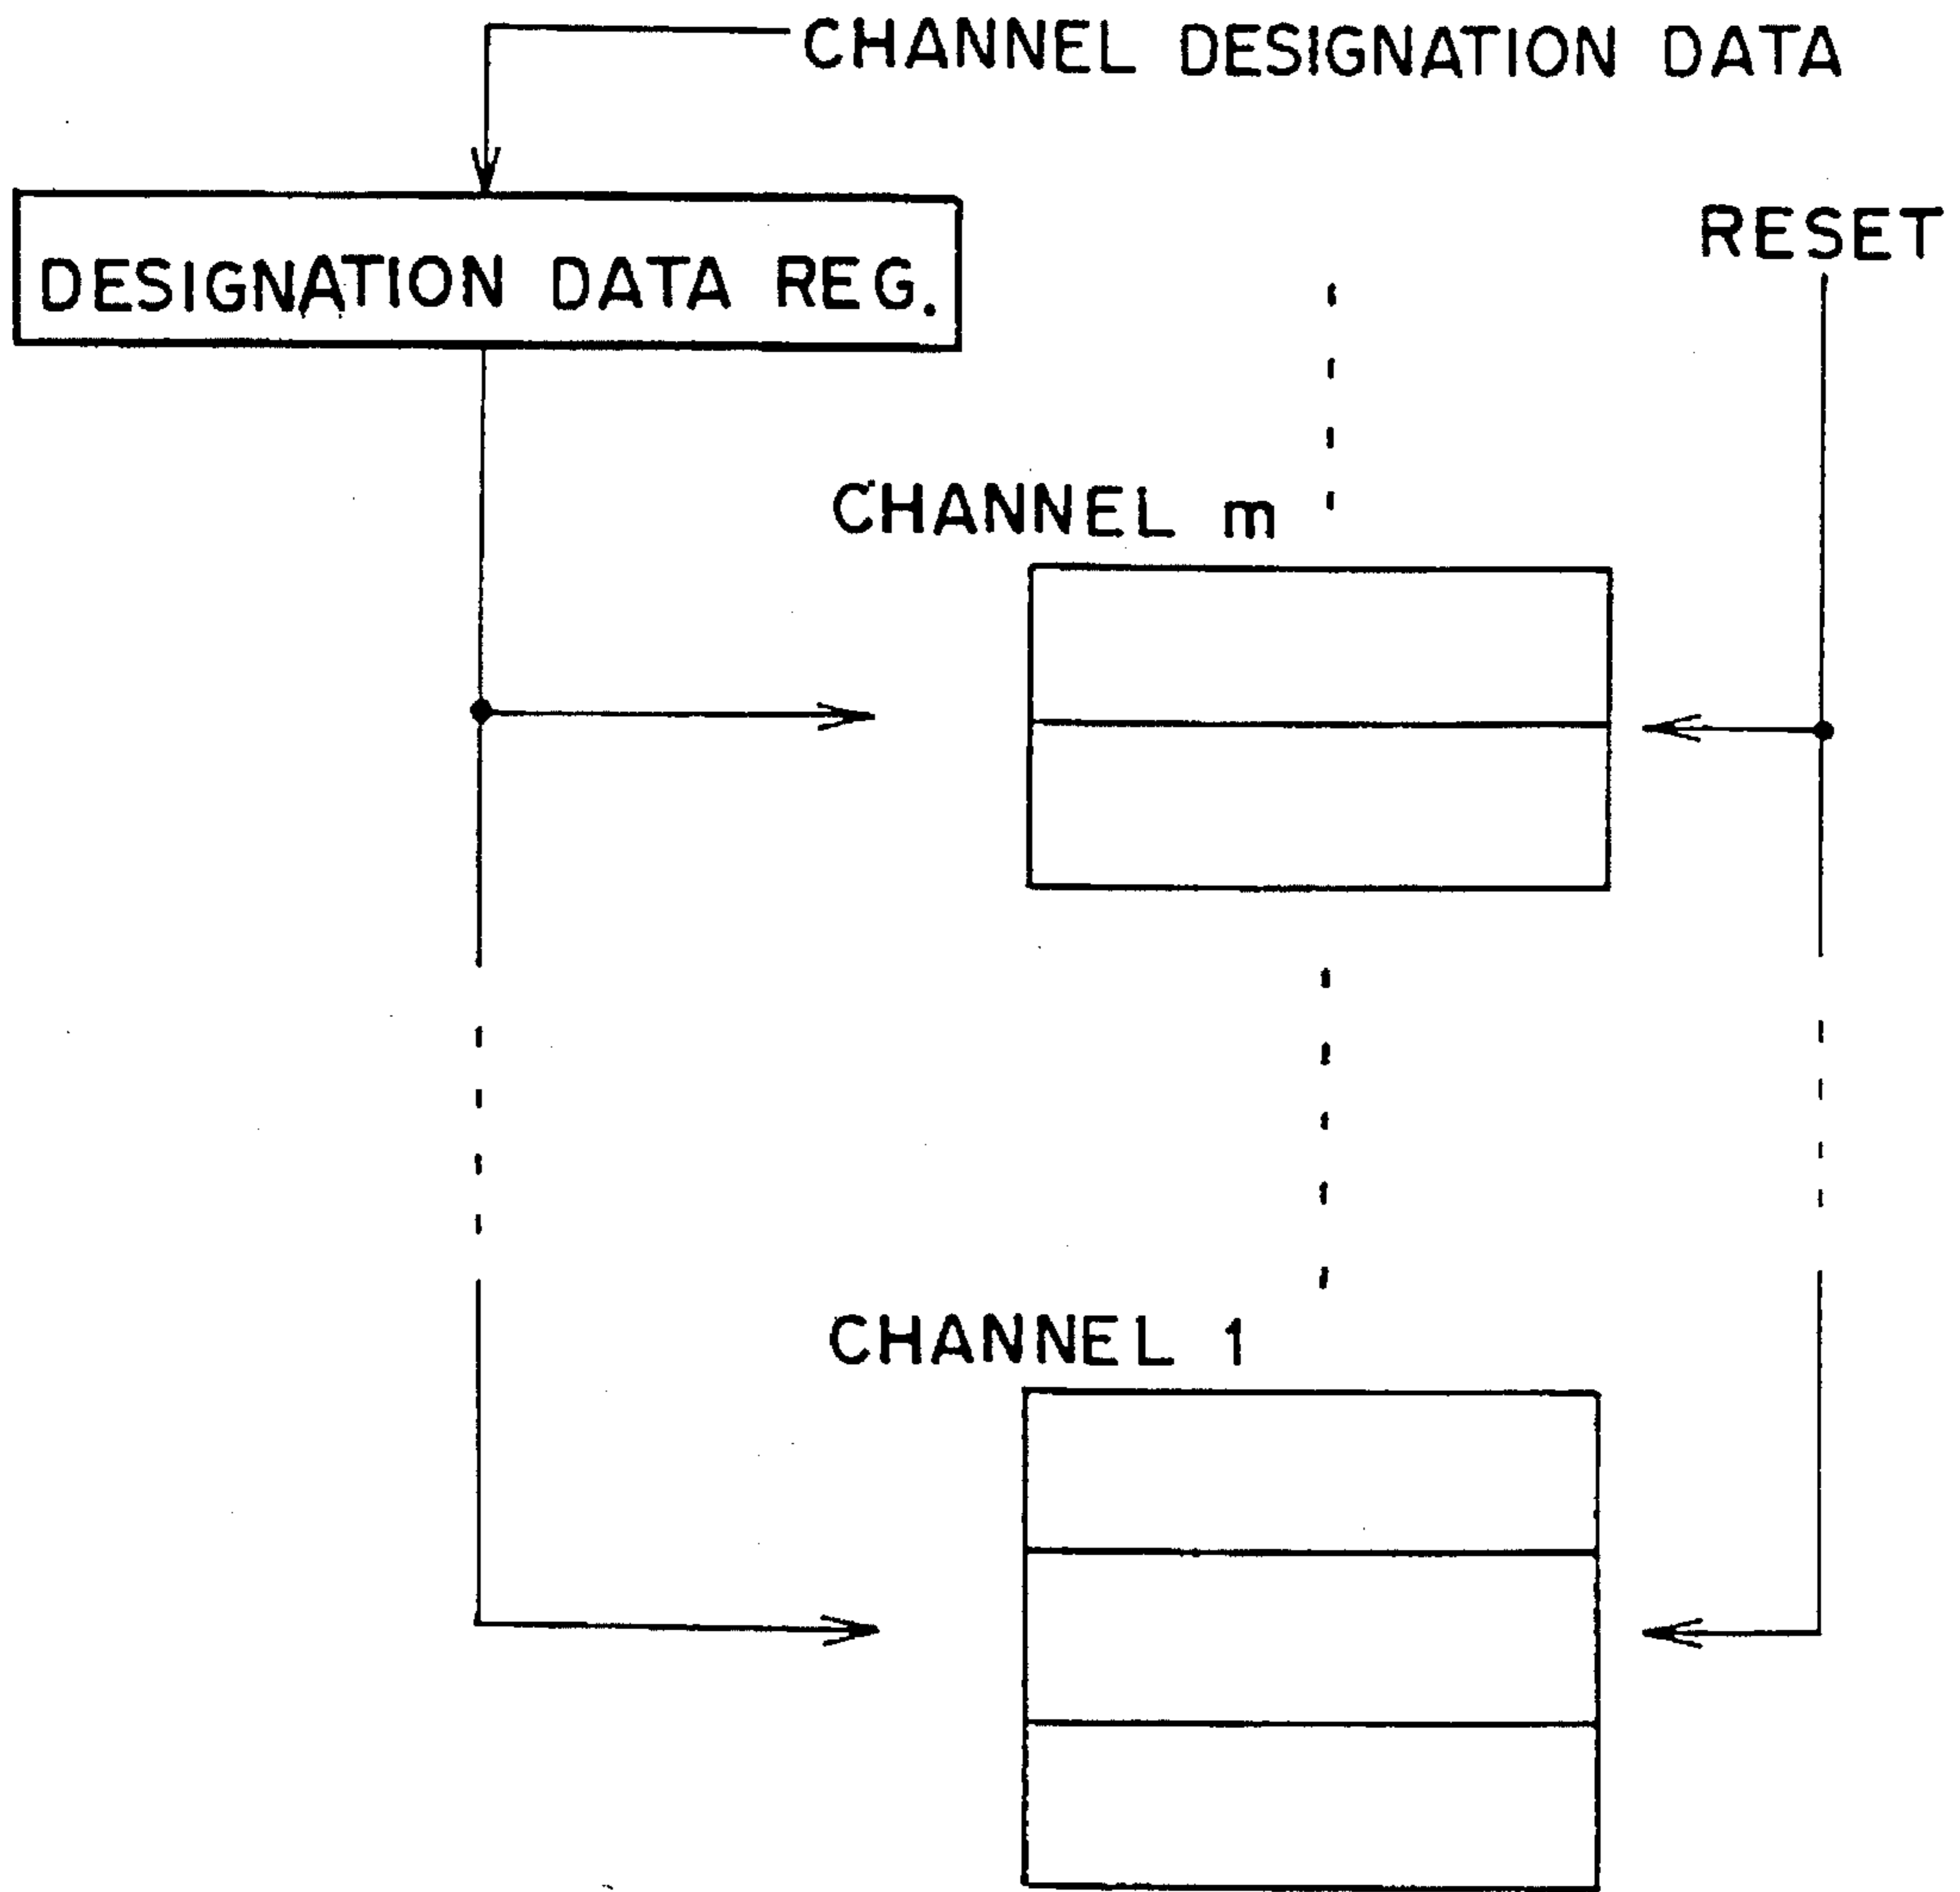 CHANNEL DESIGNATION DATA
RESET
DESIGNATION DATA REG.
CHANNEL m
CHANNEL 1